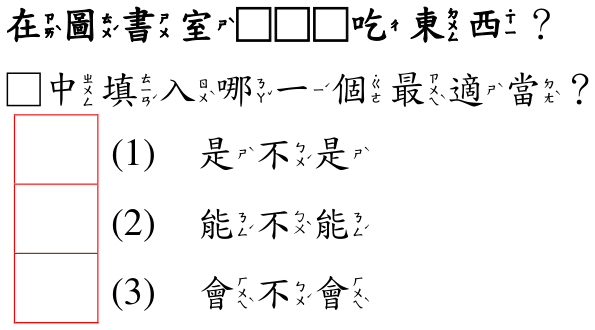 在圖書室□□□吃東西？
□中填入哪一個最適當？
(1) 是不是
(2) 能不能
(3) 會不會